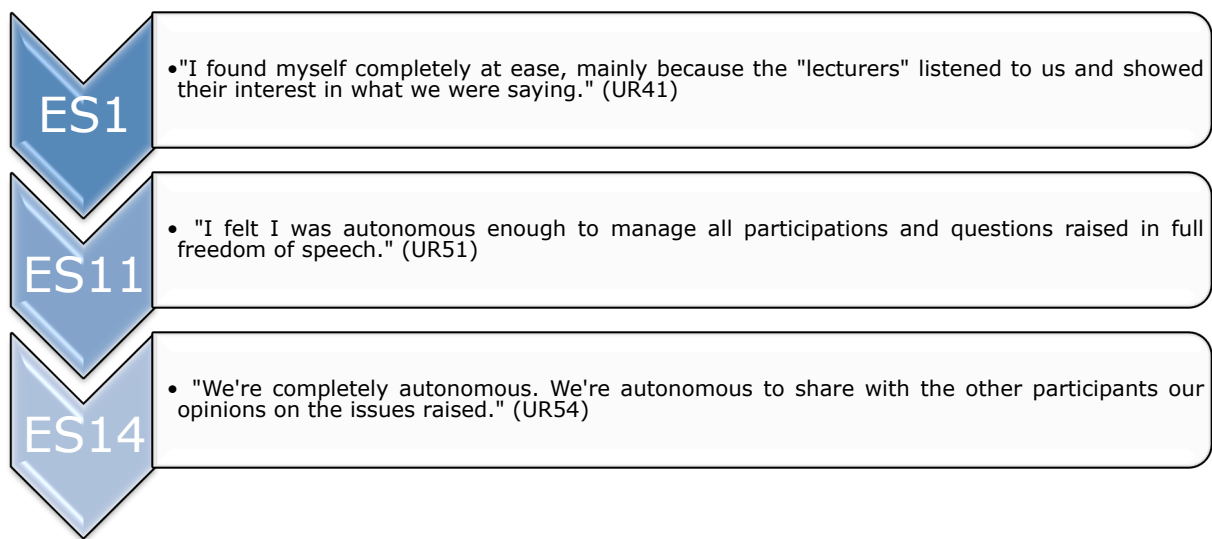 ES1
•"I found myself completely at ease, mainly because the "lecturers" listened to us and showed
their interest in what we were saying." (UR41)
ES11
• "I felt I was autonomous enough to manage all participations and questions raised in full
freedom of speech." (UR51)
ES14
• "We're completely autonomous. We're autonomous to share with the other participants our
opinions on the issues raised." (UR54)